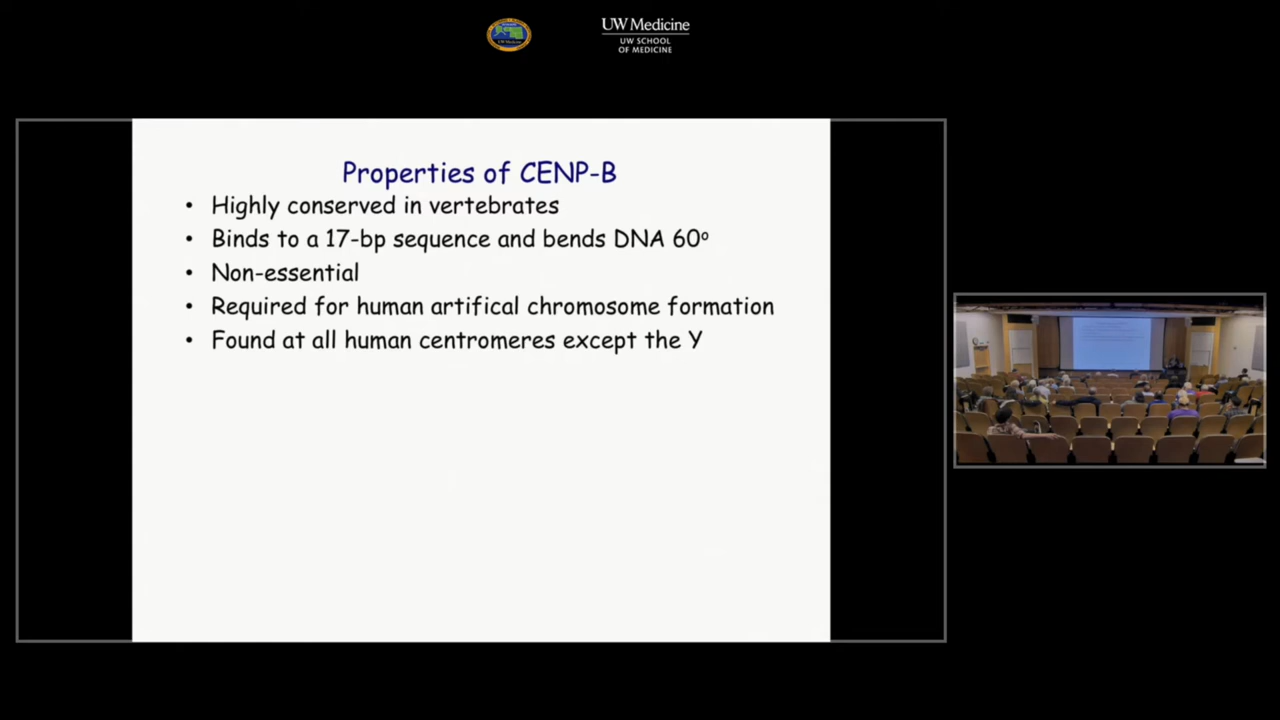 UW Medicine
UW SCHOOL
OF MEDICINE
Properties of CENP-B
• Highly conserved in vertebrates
• Binds to a 17-bp sequence and bends DNA 60º
• Non-essential
• Required for human artifical chromosome formation
• Found at all human centromeres except the Y